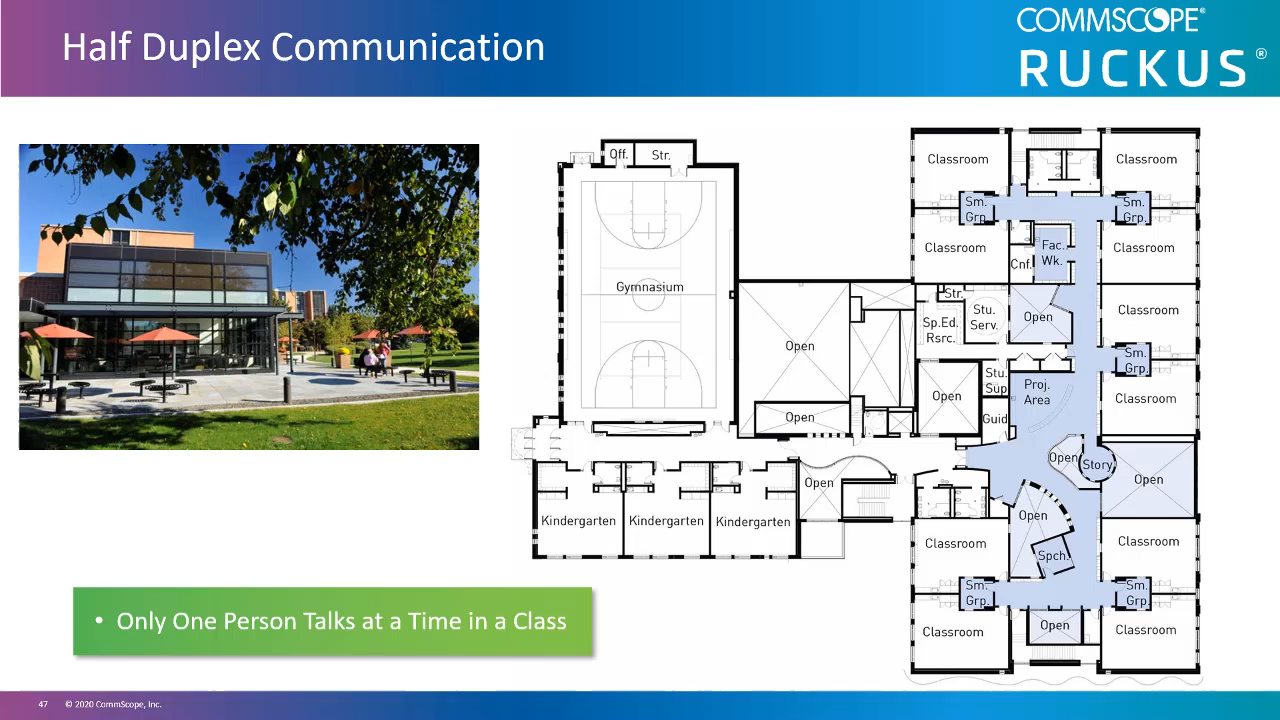 Half Duplex Communication
COMMSCOPE®
RUCKUS®
Off.
Str.
Gymnasium
Open
Open
Open
Kindergarten
Kindergarten
Kindergarten
Classroom
Classroom
Sm.
Grp.
Sm.
Grp.
Classroom
Classroom
Fac.
Wk.
Cnf.
Str.
Stu.
Serv.
Sp.Ed.
Rsrc.
Open
Classroom
Sm.
Grp.
Stu.
Sup
Open
Proj.
Area
Classroom
Guid
Open
Story
Open
Open
Spch.
Classroom
Classroom
Sm.
Grp.
Sm.
Grp.
Classroom
Open
Classroom
• Only One Person Talks at a Time in a Class
47
© 2020 CommScope, Inc.